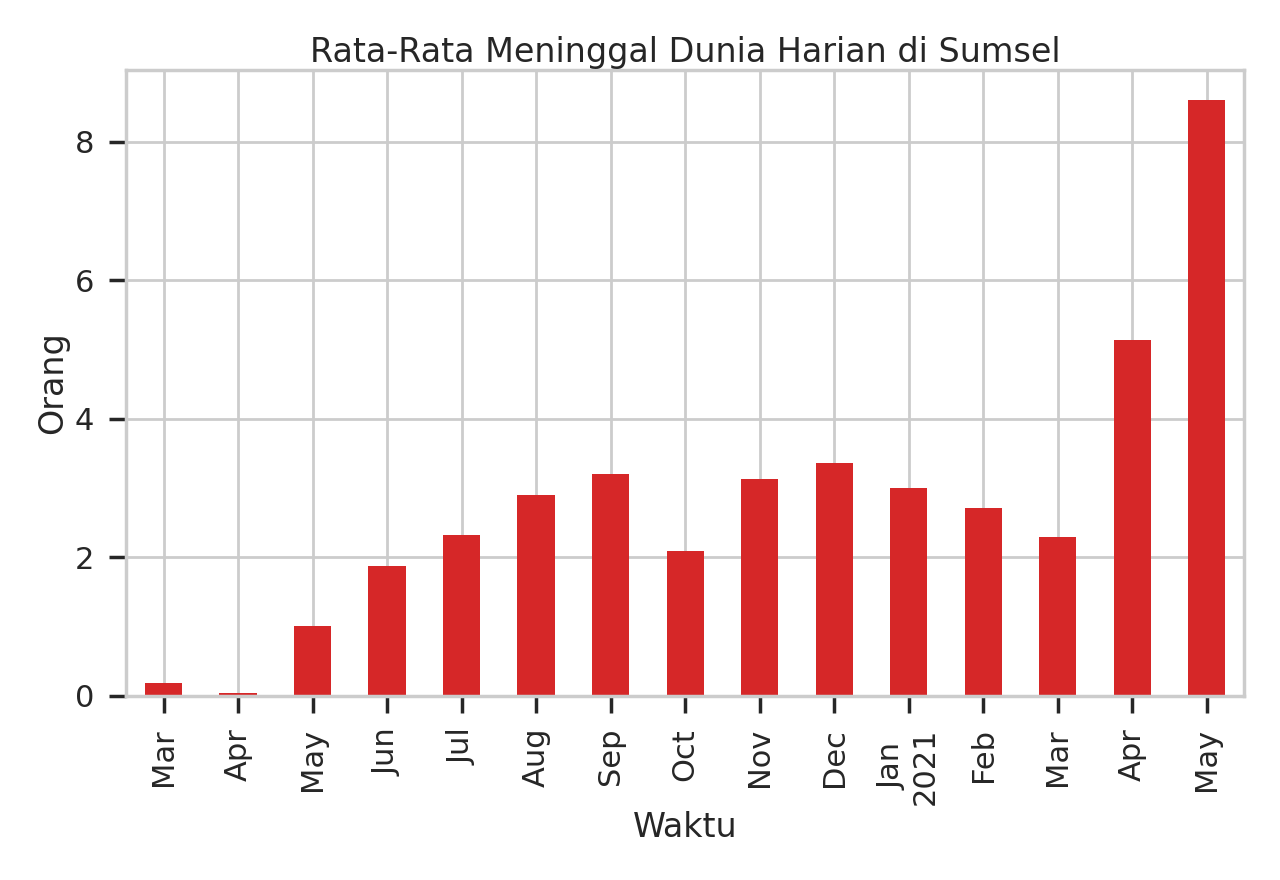 Rata-Rata Meninggal Dunia Harian di Sumsel
8
6
4
2
0
Orang
Mar
Apr
May
Jun
Jul
Aug
Sep
Oct
Nov
Dec
Jan
2021
Feb
Mar
Apr
May
Waktu